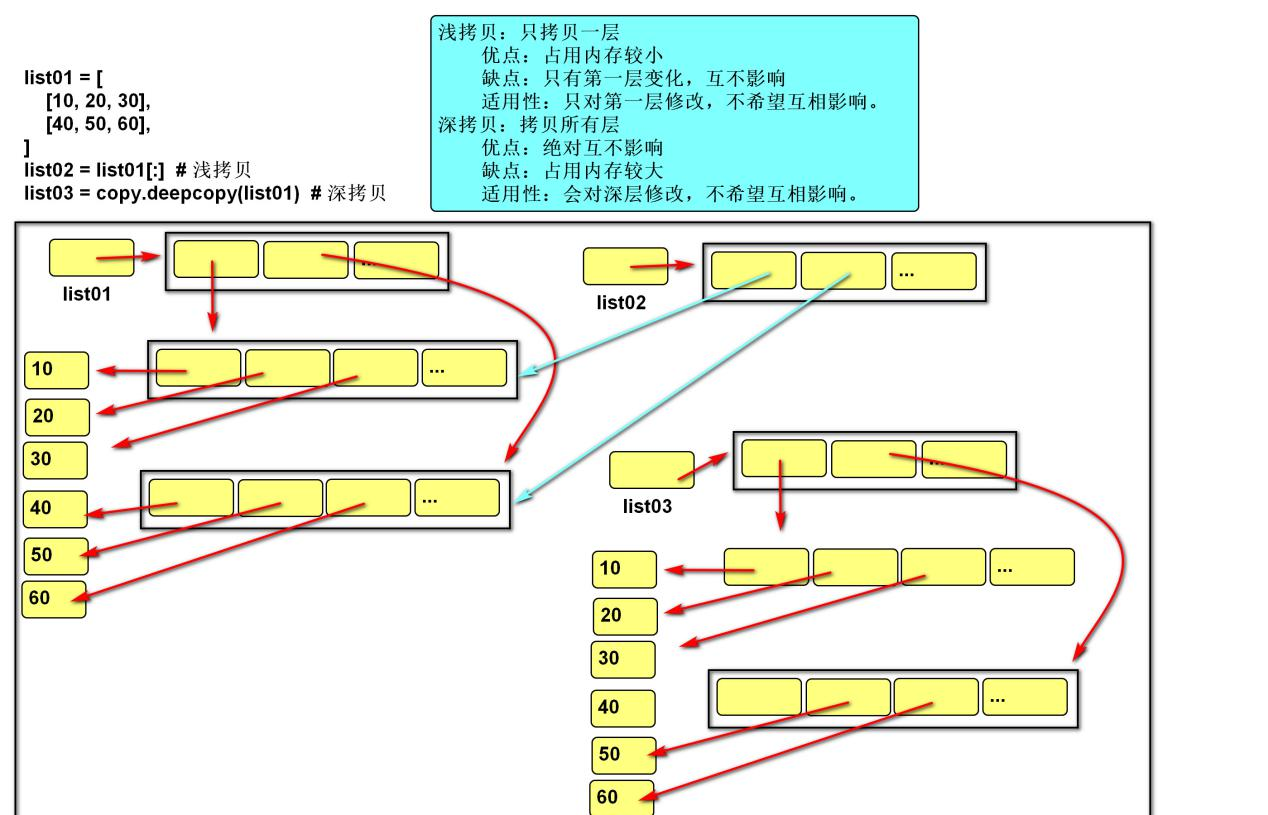 list01 = [
[10, 20, 30],
[40, 50, 60],
]
list02 = list01[:]  # 浅拷贝
list03 = copy.deepcopy(list01)  # 深拷贝
浅拷贝：只拷贝一层
优点：占用内存较小
缺点：只有第一层变化，互不影响
适用性：只对第一层修改，不希望互相影响。
深拷贝：拷贝所有层
优点：绝对互不影响
缺点：占用内存较大
适用性：会对深层修改，不希望互相影响。
...
list01
...
10
20
30
...
40
50
60
...
list02
...
list03
...
10
20
30
...
40
50
60
...